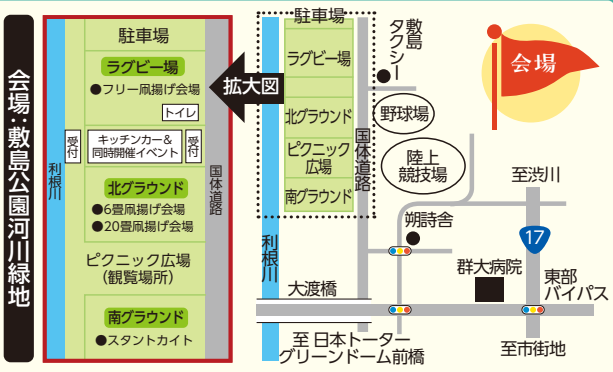 会場:敷島公園河川緑地
駐車場
ラグビー場
●フリー凧揚げ会場
トイレ
受付
キッチンカー&
同時開催イベント
受付
利根川
国体道路
北グラウンド
●6畳凧揚げ会場
●20畳凧揚げ会場
ピクニック広場
(観覧場所)
南グラウンド
●スタントカイト
拡大図
駐車場
ラグビー場
北グラウンド
ピクニック
広場
南グラウンド
国体道路
利根川
敷島
タクシー
野球場
陸上
競技場
会場
至渋川
朔詩舎
17
群大病院
東部
バイパス
大渡橋
至 日本トーター
グリーンドーム前橋
至市街地